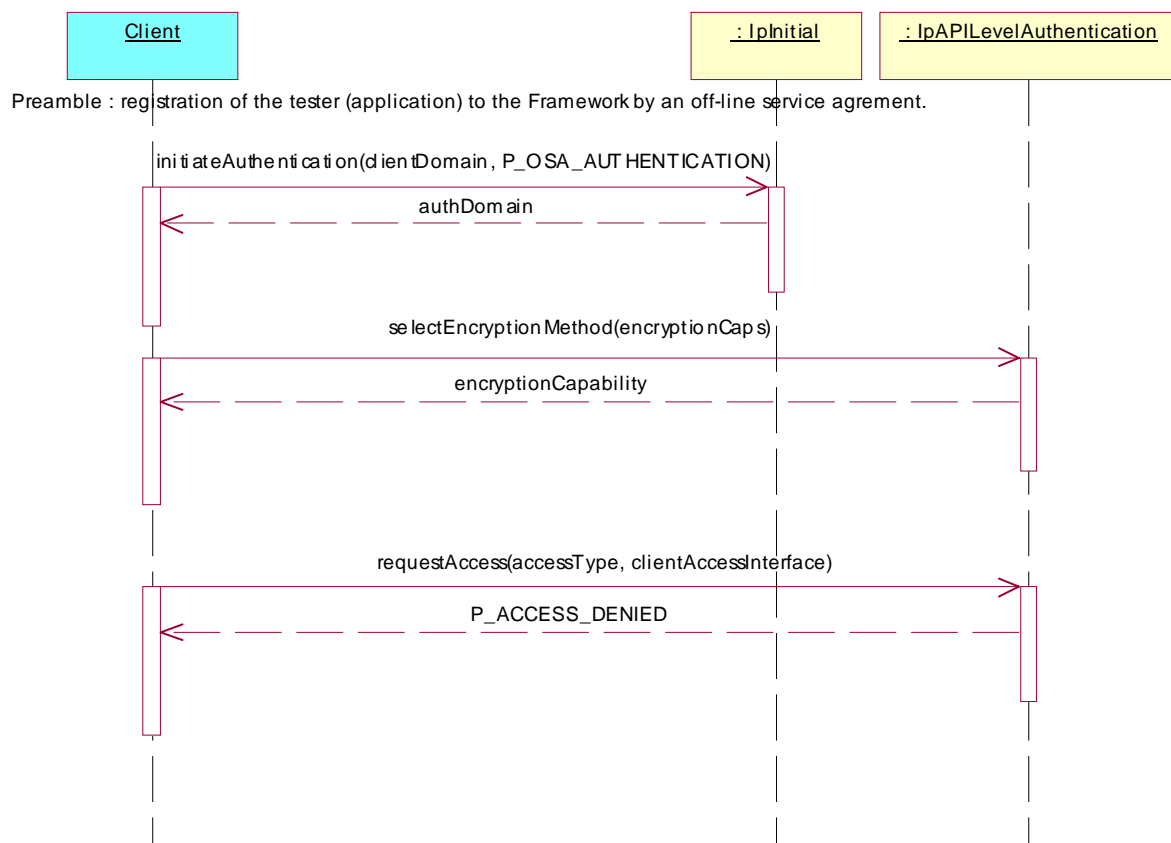 Client
: IpInitial
: IpAPILevelAuthentication
Preamble : registration of the tester (application) to the Framework by an off-line service agrement.
initiateAuthentication(clientDomain, P_OSA_AUTHENTICATION)
authDomain
selectEncryptionMethod(encryptionCaps)
encryptionCapability
requestAccess(accessType, clientAccessInterface)
P_ACCESS_DENIED